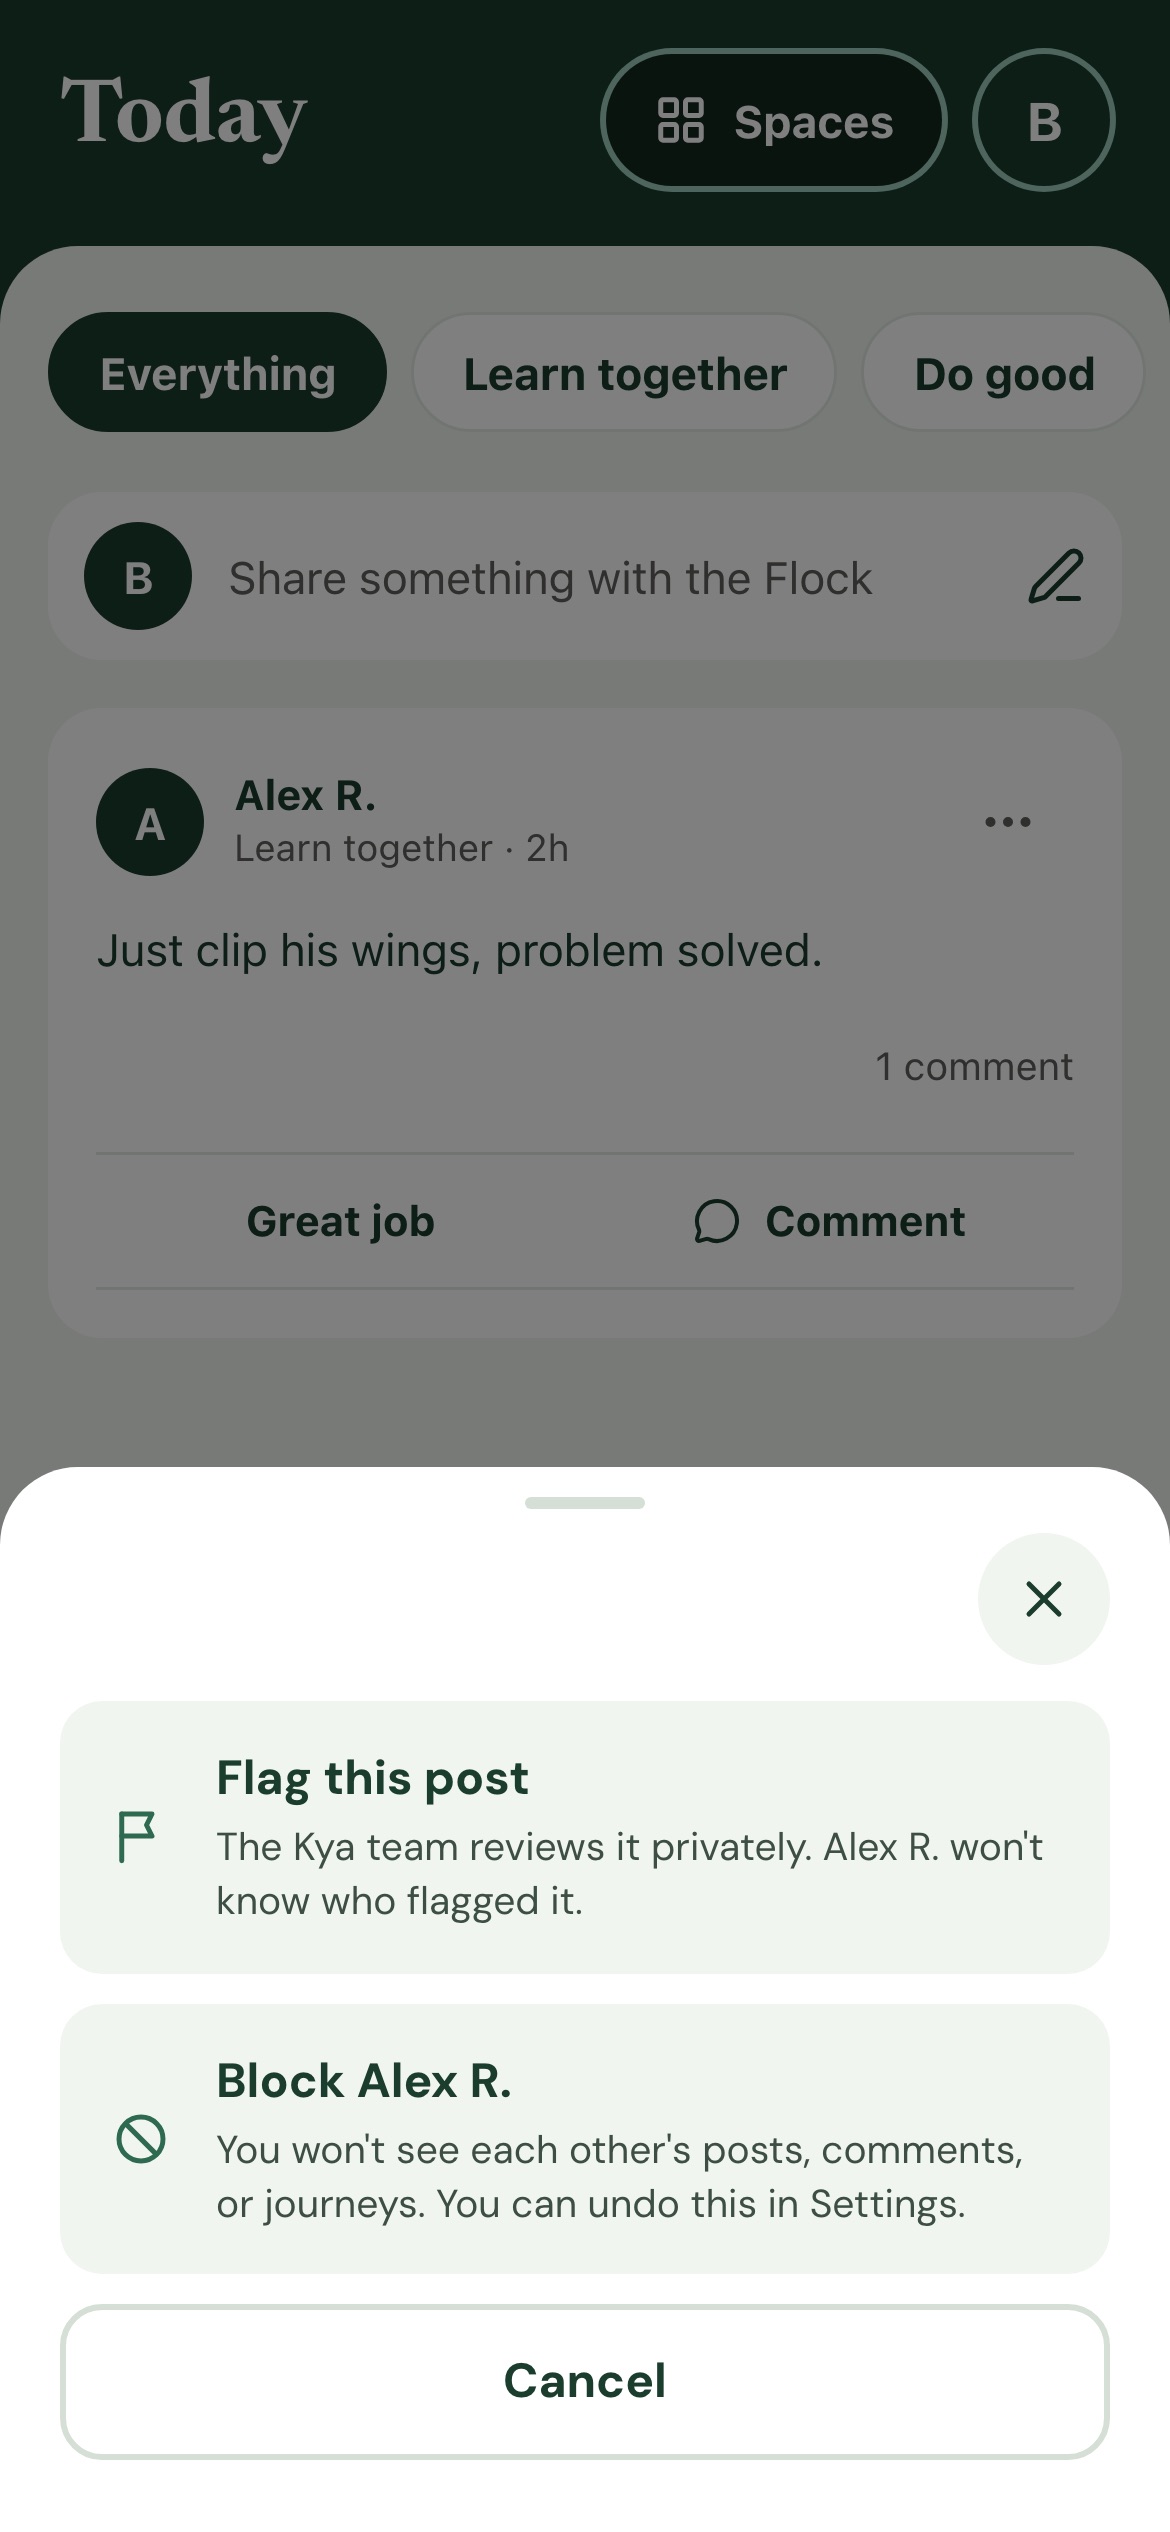 Today
Spaces
B
Everything
Learn together
Do good
B
Share something with the Flock
A
Alex R.
Learn together · 2h
Just clip his wings, problem solved.
1 comment
Great job
Comment
Flag this post
The Kya team reviews it privately. Alex R. won't
know who flagged it.
Block Alex R.
You won't see each other's posts, comments,
or journeys. You can undo this in Settings.
Cancel